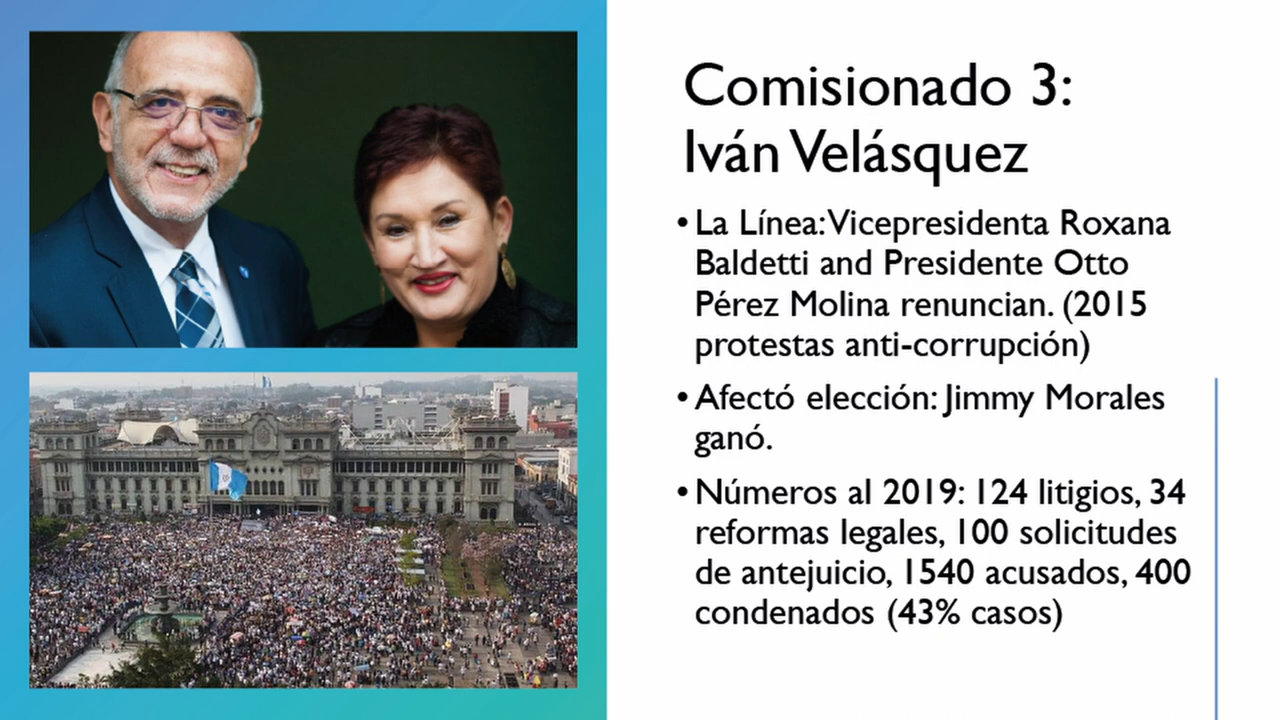 Comisionado 3:
Iván Velásquez
• La Línea: Vicepresidenta Roxana
Baldetti and Presidente Otto
Pérez Molina renuncian. (2015
protestas anti-corrupción)
• Afectó elección: Jimmy Morales
ganó.
• Números al 2019: 124 litigios, 34
reformas legales, 100 solicitudes
de antejuicio, 1540 acusados, 400
condenados (43% casos)